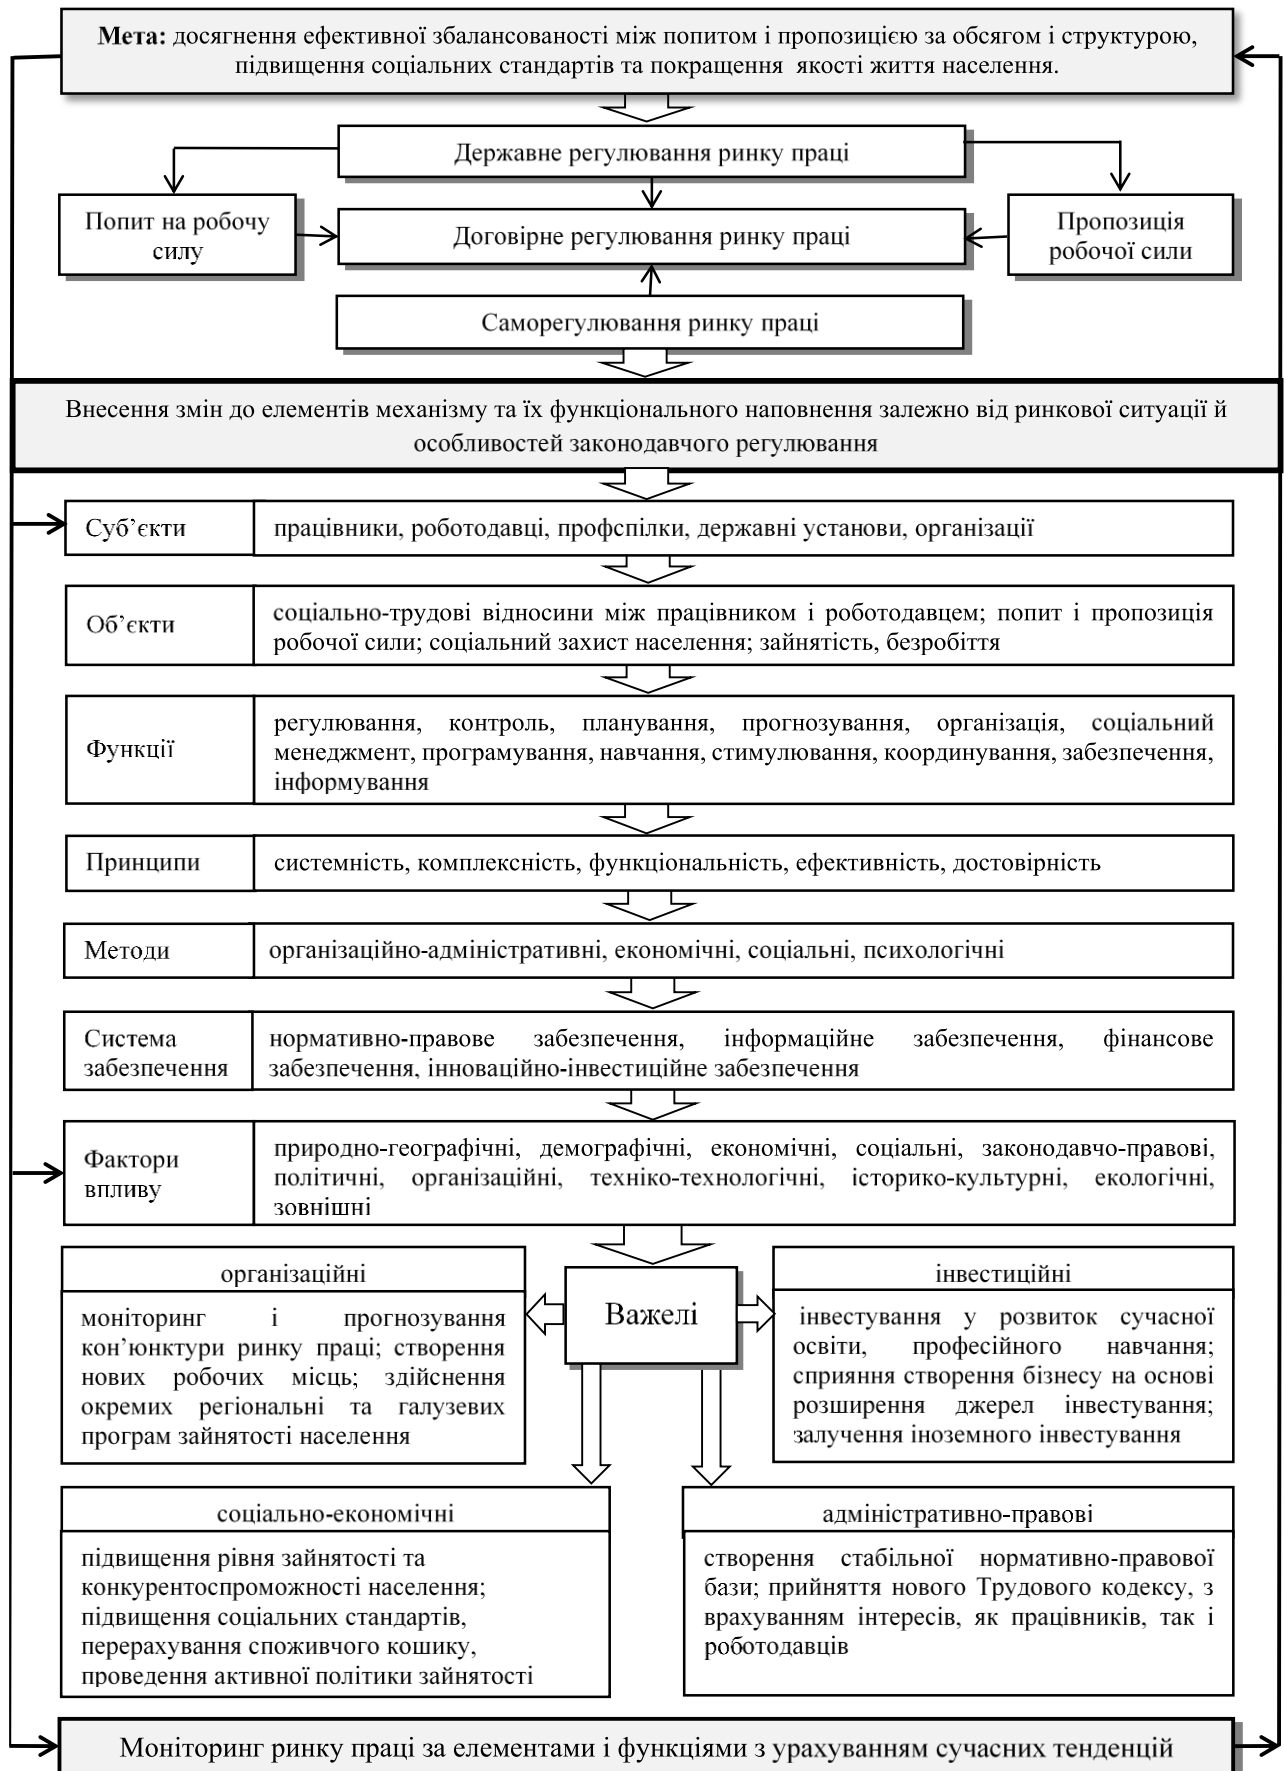 Мета: досягнення ефективної збалансованості між попитом і пропозицією за обсягом і структурою,
підвищення соціальних стандартів та покращення якості життя населення.
Державне регулювання ринку праці
Попит на робочу
силу
Договірне регулювання ринку праці
Пропозиція
робочої сили
Саморегулювання ринку праці
Внесення змін до елементів механізму та їх функціонального наповнення залежно від ринкової ситуації й
особливостей законодавчого регулювання
Суб’єкти
працівники, роботодавці, профспілки, державні установи, організації
Об’єкти
соціально-трудові відносини між працівником і роботодавцем; попит і пропозиція
робочої сили; соціальний захист населення; зайнятість, безробіття
Функції
регулювання, контроль, планування, прогнозування, організація, соціальний
менеджмент, програмування, навчання, стимулювання, координування, забезпечення,
інформування
Принципи
системність, комплексність, функціональність, ефективність, достовірність
Методи
організаційно-адміністративні, економічні, соціальні, психологічні
Система
забезпечення
нормативно-правове забезпечення, інформаційне забезпечення, фінансове
забезпечення, інноваційно-інвестиційне забезпечення
Фактори
впливу
природно-географічні, демографічні, економічні, соціальні, законодавчо-правові,
політичні, організаційні, техніко-технологічні, історико-культурні, екологічні,
зовнішні
Важелі
організаційні
моніторинг і прогнозування
кон’юнктури ринку праці; створення
нових робочих місць; здійснення
окремих регіональні та галузевих
програм зайнятості населення
інвестиційні
інвестування у розвиток сучасної
освіти, професійного навчання;
сприяння створення бізнесу на основі
розширення джерел інвестування;
залучення іноземного інвестування
соціально-економічні
підвищення рівня зайнятості та
конкурентоспроможності населення;
підвищення соціальних стандартів,
перерахування споживчого кошику,
проведення активної політики зайнятості
адміністративно-правові
створення стабільної нормативно-правової
бази; прийняття нового Трудового кодексу, з
врахуванням інтересів, як працівників, так і
роботодавців
Моніторинг ринку праці за елементами і функціями з урахуванням сучасних тенденцій